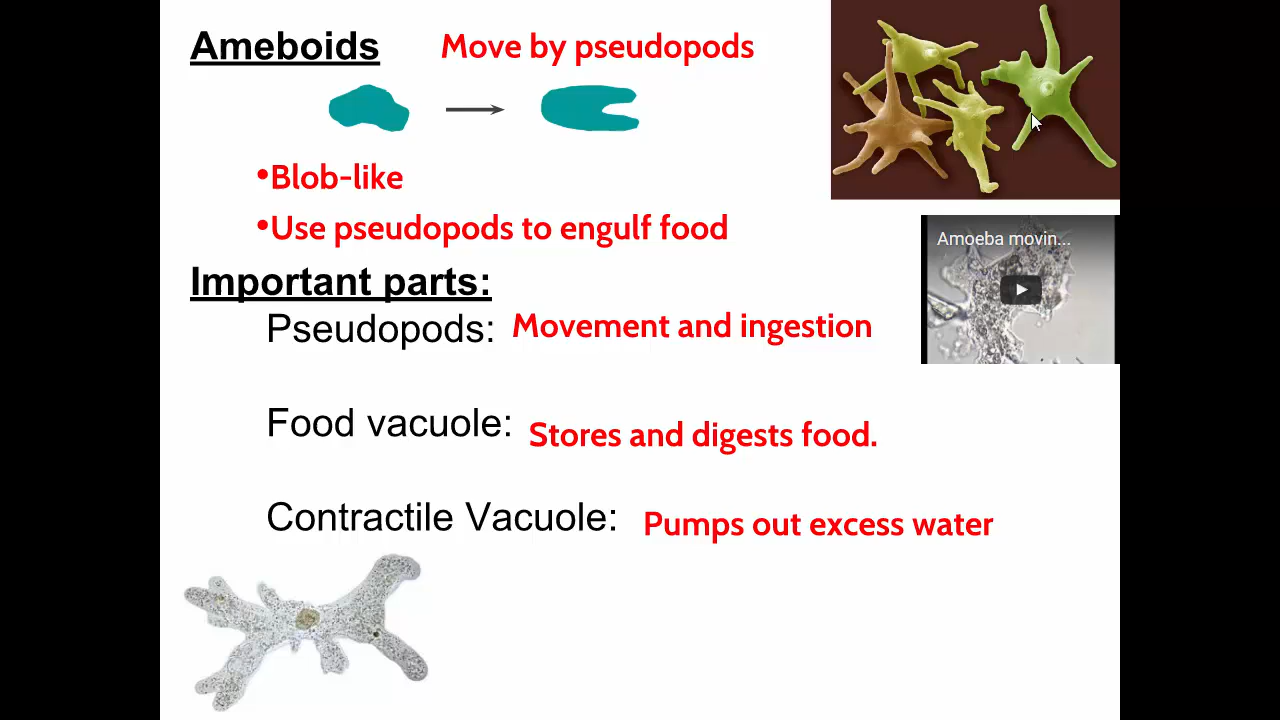 Ameboids Move by pseudopods
•Blob-like
•Use pseudopods to engulf food
Amoeba movin...
Important parts:
Pseudopods: Movement and ingestion
Food vacuole: Stores and digests food.
Contractile Vacuole: Pumps out excess water